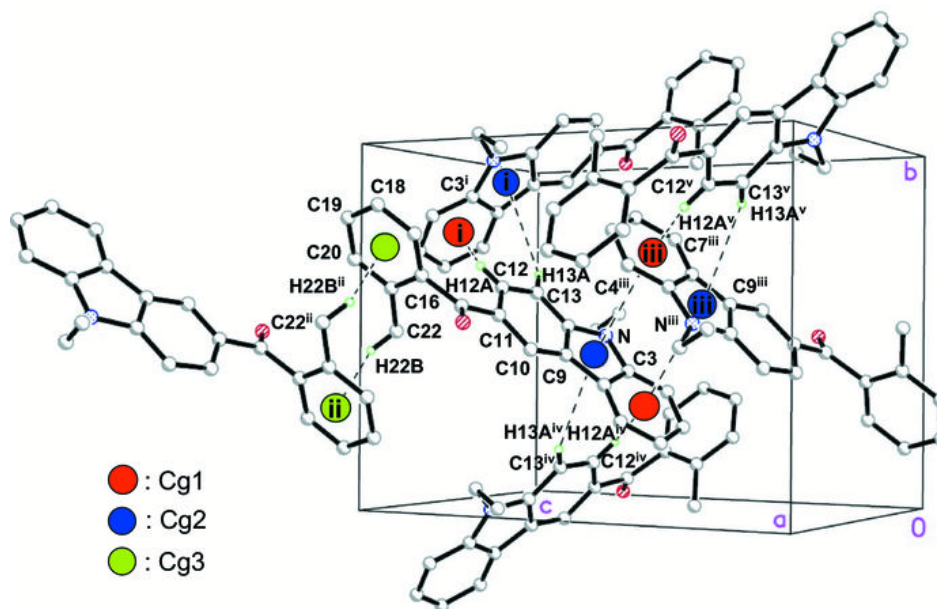 b
C12ᵛ
C13ᵛ
H12Aᵛ
H13Aᵛ
C3ⁱ
i
C18
C19
C20
i
iii
C7ⁱⁱⁱ
H22Bⁱⁱ
C12
H13A
H12A
C13
C4ⁱⁱⁱ
C9ⁱⁱⁱ
C16
iii
C22ⁱⁱ
C22
N
Nⁱⁱⁱ
C11
H22B
C10
C9
C3
ii
H13Aⁱᵛ
H12Aⁱᵛ
C13ⁱᵛ
C12ⁱᵛ
c
a
0
: Cg1
: Cg2
: Cg3